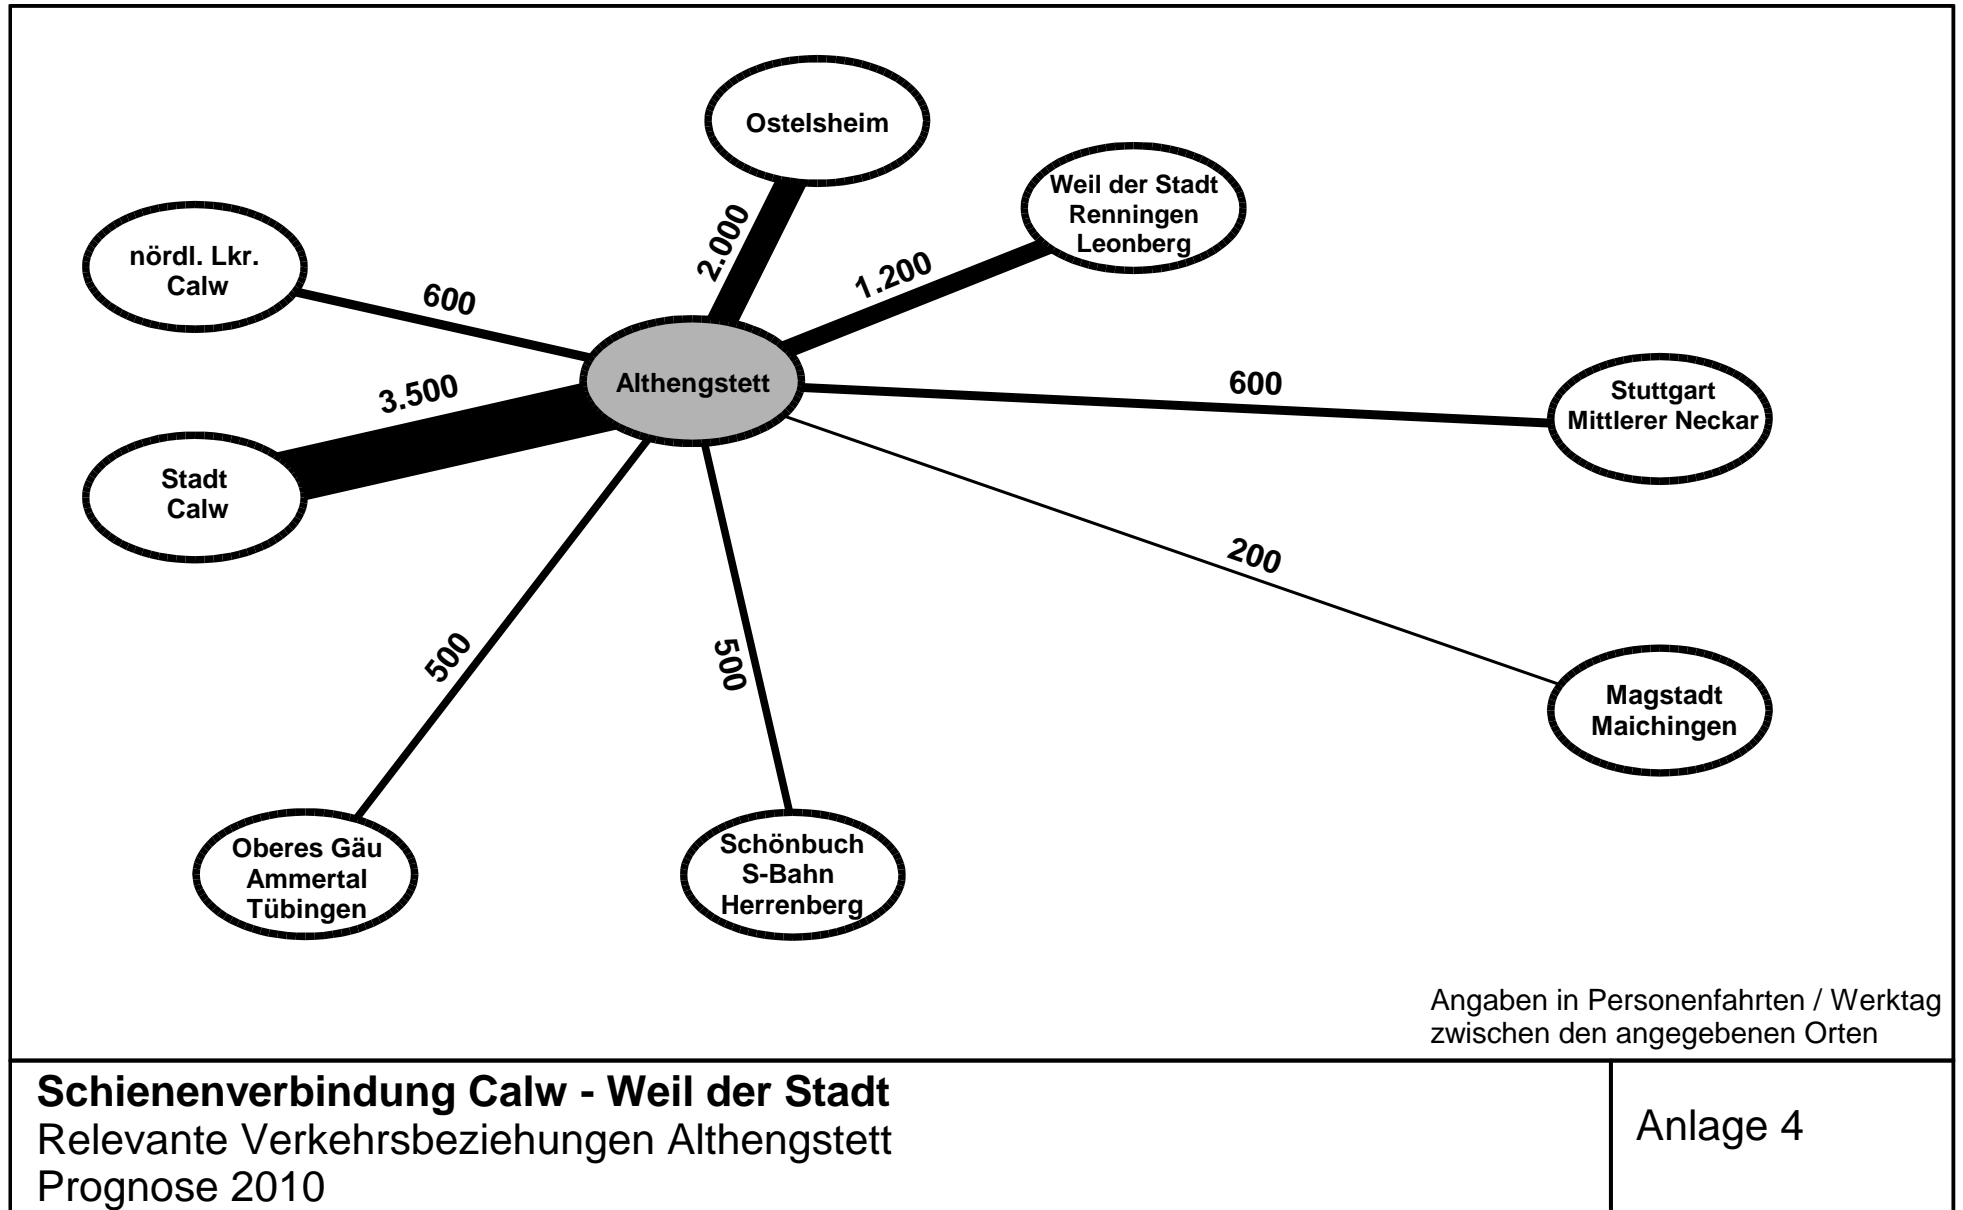 Ostelsheim
Weil der Stadt
Renningen
Leonberg
nördl. Lkr.
Calw
2.000
1.200
600
Althengstett
3.500
600
Stuttgart
Mittlerer Neckar
Stadt
Calw
200
500
500
Magstadt
Maichingen
Oberes Gäu
Ammertal
Tübingen
Schönbuch
S-Bahn
Herrenberg
Angaben in Personenfahrten / Werktag
zwischen den angegebenen Orten
Schienenverbindung Calw - Weil der Stadt
Relevante Verkehrsbeziehungen Althengstett
Prognose 2010
Anlage 4